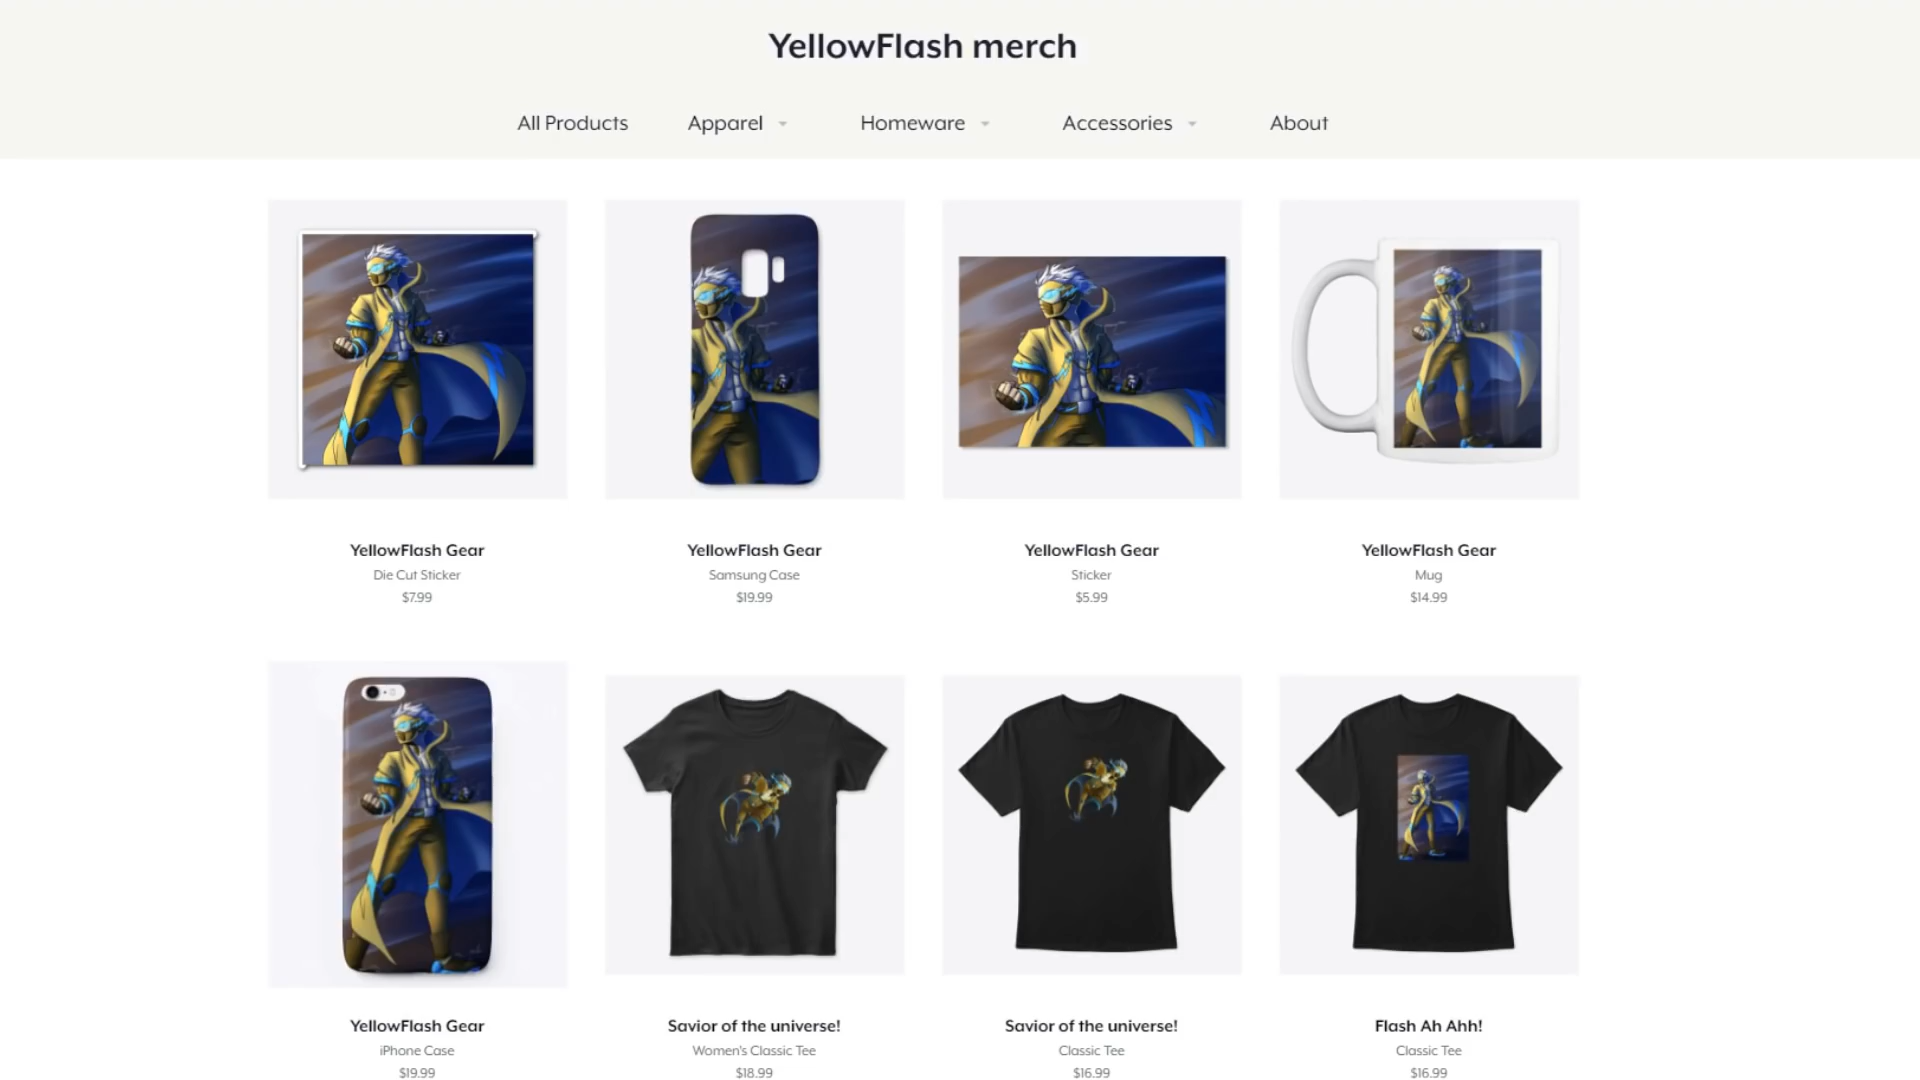 YellowFlash merch
All Products Apparel Homeware Accessories About
YellowFlash Gear
Die Cut Sticker
$7.99
YellowFlash Gear
Samsung Case
$19.99
YellowFlash Gear
Sticker
$5.99
YellowFlash Gear
Mug
$14.99
YellowFlash Gear
iPhone Case
$19.99
Savior of the universe!
Women's Classic Tee
$18.99
Savior of the universe!
Classic Tee
$16.99
Flash Ah Ahh!
Classic Tee
$16.99